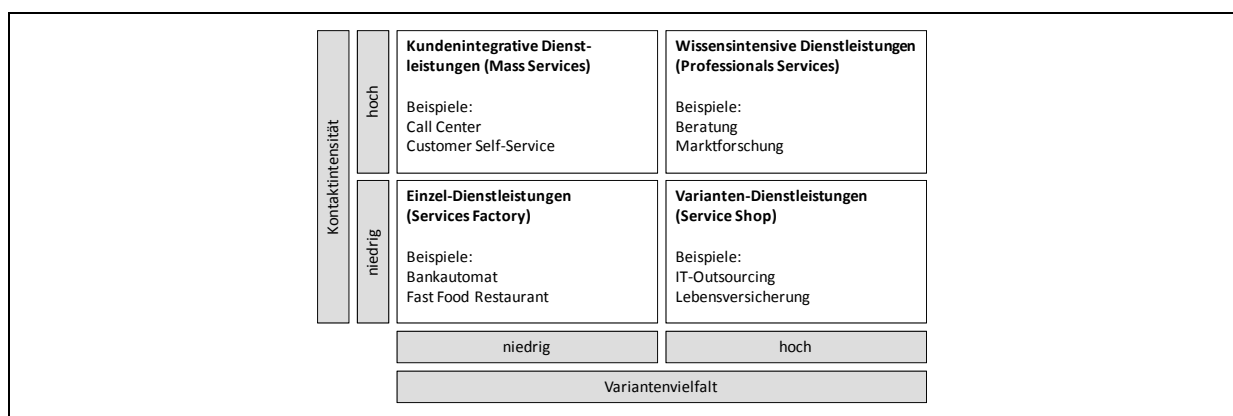 Kontaktintensität
hoch
Kundenintegrative Dienst-
leistungen (Mass Services)
Beispiele:
Call Center
Customer Self-Service
Wissensintensive Dienstleistungen
(Professionals Services)
Beispiele:
Beratung
Marktforschung
niedrig
Einzel-Dienstleistungen
(Services Factory)
Beispiele:
Bankautomat
Fast Food Restaurant
Varianten-Dienstleistungen
(Service Shop)
Beispiele:
IT-Outsourcing
Lebensversicherung
niedrig
hoch
Variantenvielfalt